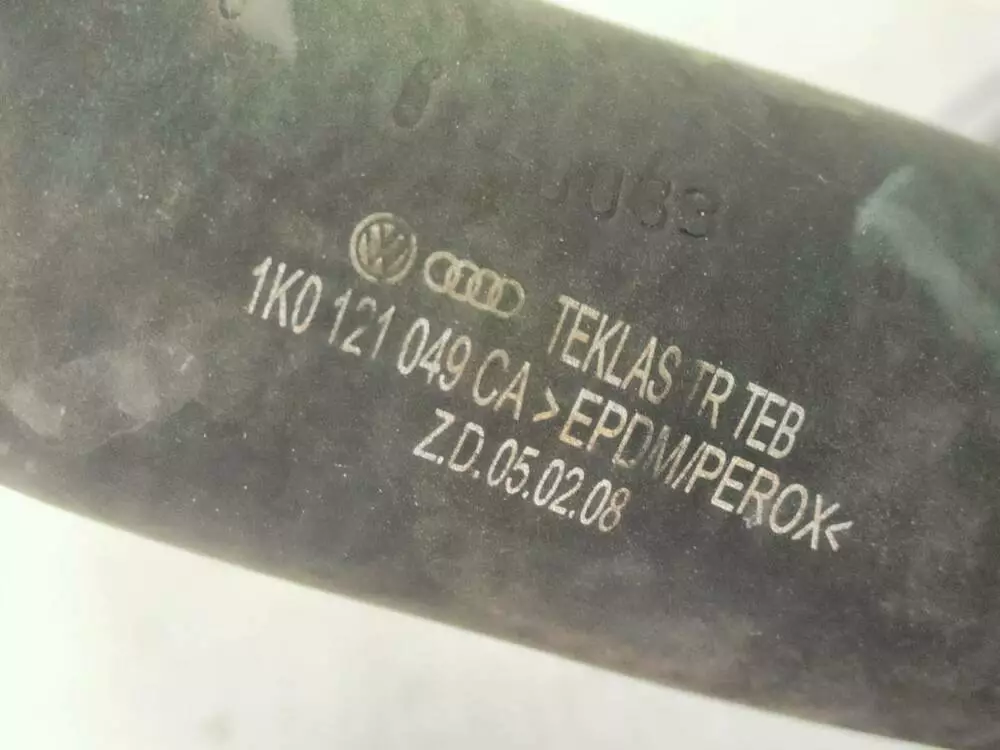 TEKLAS TR TEB
1K0 121 049 CA >EPDM/PEROX<
Z.D.05.02.08